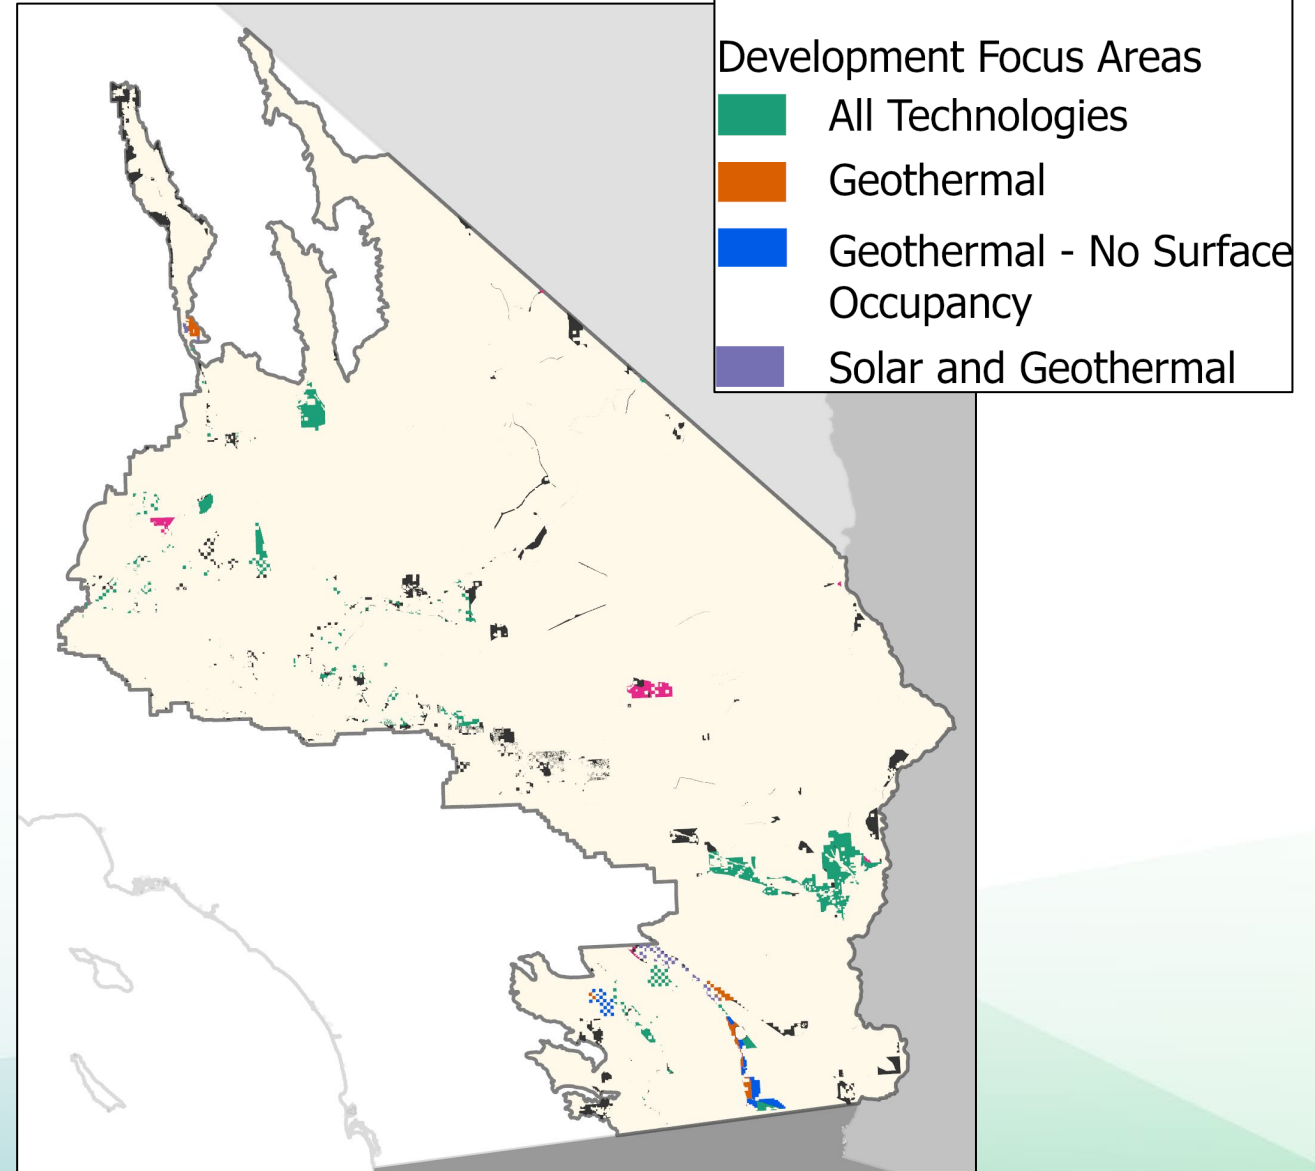 Development Focus Areas
All Technologies
Geothermal
Geothermal - No Surface
Occupancy
Solar and Geothermal